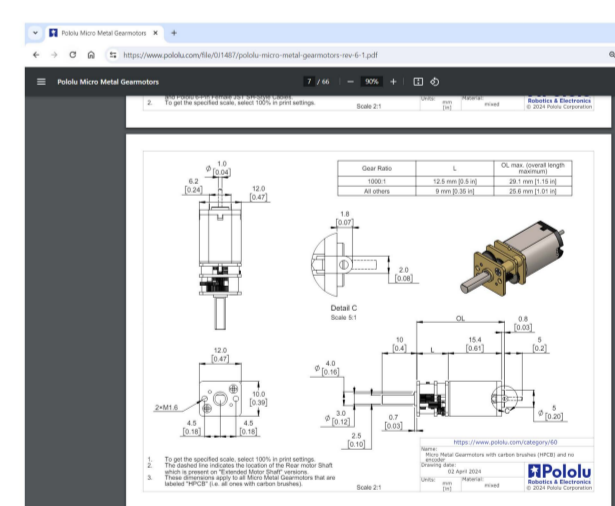 Pololu Micro Metal Gearmotors
https://www.pololu.com/file/0J1487/pololu-micro-metal-gearmotors-rev-6-1.pdf
Pololu Micro Metal Gearmotors
7 / 66
90%
2. To get the specified scale, select 100% in print settings.
Scale 2:1
Units: mm [in]
Material: mixed
Robotics & Electronics
© 2024 Pololu Corporation
Ø 1.0
[0.04]
6.2
[0.24]
12.0
[0.47]
Gear Ratio L OL max. (overall length maximum)
1000:1 12.5 mm [0.5 in] 29.1 mm [1.15 in]
All others 9 mm [0.35 in] 25.6 mm [1.01 in]
1.8
[0.07]
2.0
[0.08]
Detail C
Scale 5:1
OL
0.8
[0.03]
10
[0.4]
L
15.4
[0.61]
5
[0.2]
Ø 4.0
[0.16]
12.0
[0.47]
10.0
[0.39]
2×M1.6
4.5
[0.18]
4.5
[0.18]
Ø 3.0
[0.12]
0.7
[0.03]
2.5
[0.10]
Ø 5
[0.20]
1. To get the specified scale, select 100% in print settings.
2. The dashed line indicates the location of the Rear motor Shaft
which is present on "Extended Motor Shaft" versions.
3. These dimensions apply to all Micro Metal Gearmotors that are
labeled "HPCB" (i.e. all ones with carbon brushes).
Scale 2:1
https://www.pololu.com/category/60
Name:
Micro Metal Gearmotors with carbon brushes (HPCB) and no
encoder
Drawing date:
02 April 2024
Units: mm [in]
Material: mixed
Pololu
Robotics & Electronics
© 2024 Pololu Corporation